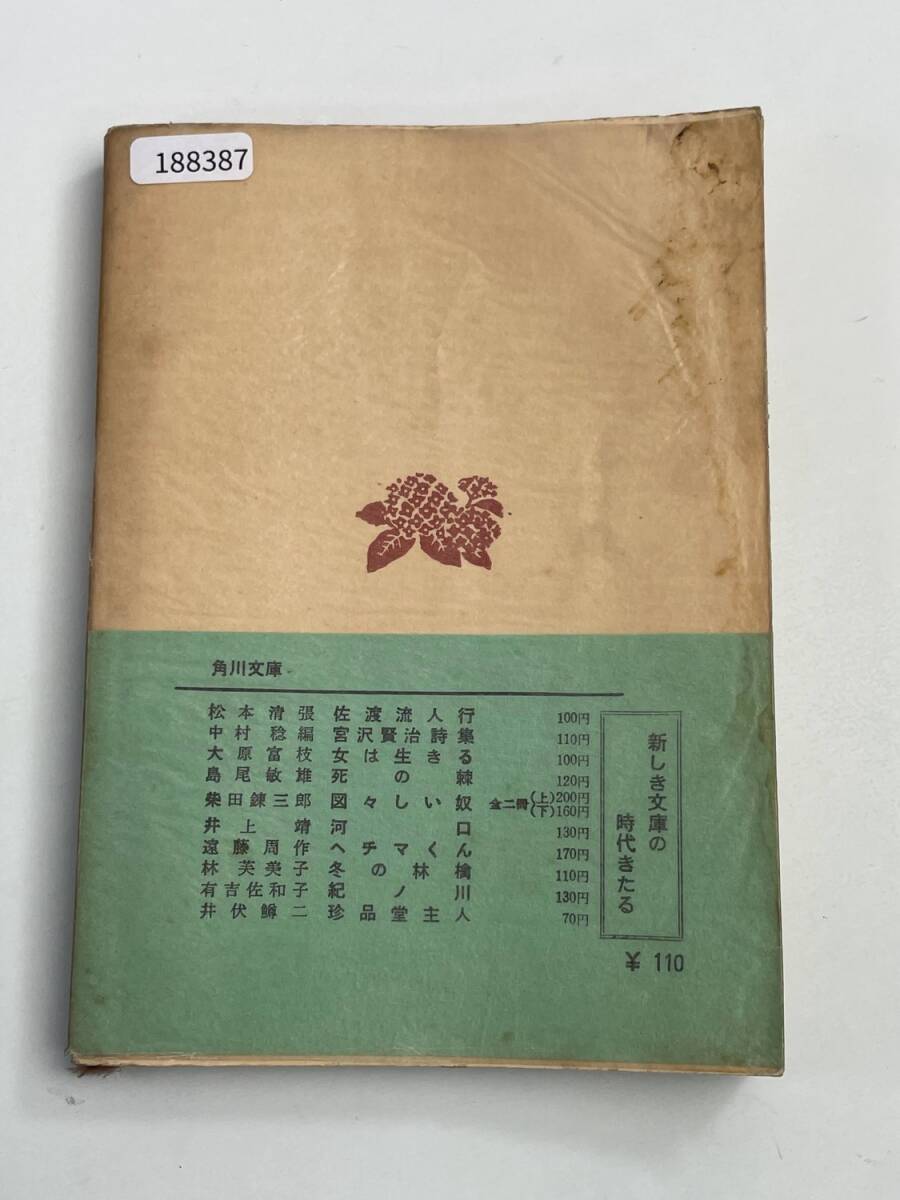 188387
角川文庫
松本清張 佐渡流人行 100円
中村稔編 宮沢賢治詩集 110円
大原富枝 女は生きる 100円
島尾敏雄 死の棘 120円
柴田錬三郎 図々しい奴 全二冊 (上)200円 (下)160円
井上靖 河口 130円
遠藤周作 ヘチマくん 170円
林芙美子 冬の林檎 110円
有吉佐和子 紀ノ川 130円
井伏鱒二 珍品堂主人 70円
新しき文庫の
時代きたる
¥ 110